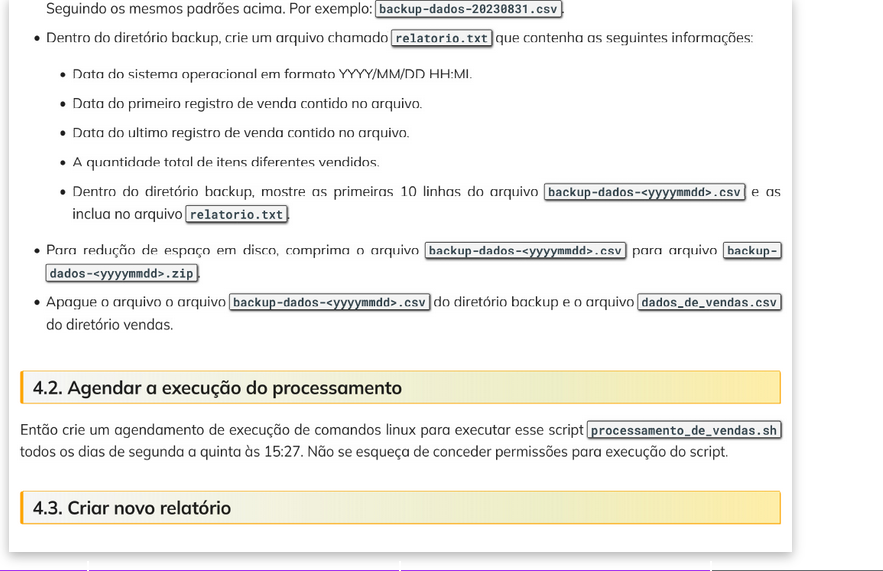 Seguindo os mesmos padrões acima. Por exemplo: backup-dados-20230831.csv.
• Dentro do diretório backup, crie um arquivo chamado relatorio.txt que contenha as seguintes informações:
• Data do sistema operacional em formato YYYY/MM/DD HH:MI.
• Data do primeiro registro de venda contido no arquivo.
• Data do ultimo registro de venda contido no arquivo.
• A quantidade total de itens diferentes vendidos.
• Dentro do diretório backup, mostre as primeiras 10 linhas do arquivo backup-dados-<yyyymmdd>.csv e as
inclua no arquivo relatorio.txt.
• Para redução de espaço em disco, comprima o arquivo backup-dados-<yyyymmdd>.csv para arquivo backup-
dados-<yyyymmdd>.zip.
• Apague o arquivo o arquivo backup-dados-<yyyymmdd>.csv do diretório backup e o arquivo dados_de_vendas.csv
do diretório vendas.
4.2. Agendar a execução do processamento
Então crie um agendamento de execução de comandos linux para executar esse script processamento_de_vendas.sh
todos os dias de segunda a quinta às 15:27. Não se esqueça de conceder permissões para execução do script.
4.3. Criar novo relatório